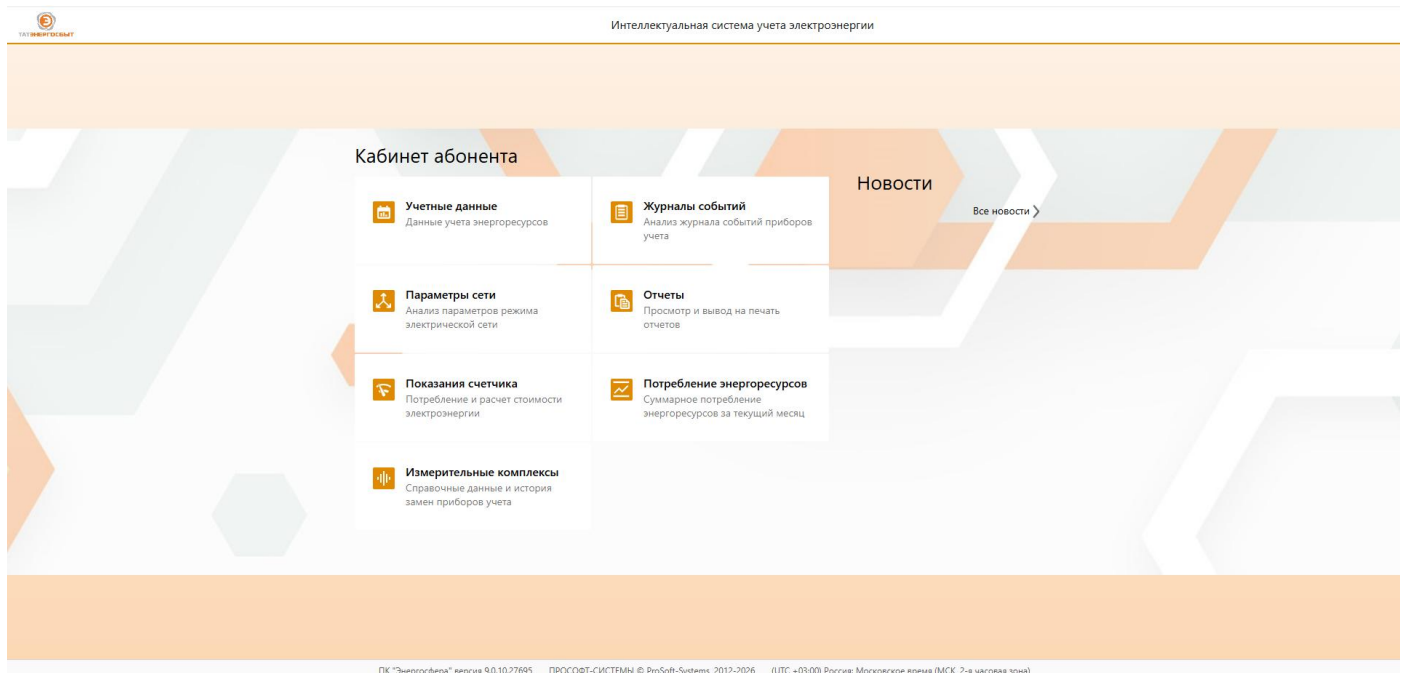 ТАТЭНЕРГОСБЫТ
Интеллектуальная система учета электроэнергии
Кабинет абонента
Учетные данные
Данные учета энергоресурсов
Журналы событий
Анализ журнала событий приборов
учета
Параметры сети
Анализ параметров режима
электрической сети
Отчеты
Просмотр и вывод на печать
отчетов
Показания счетчика
Потребление и расчет стоимости
электроэнергии
Потребление энергоресурсов
Суммарное потребление
энергоресурсов за текущий месяц
Измерительные комплексы
Справочные данные и история
замен приборов учета
Новости
Все новости
ПК "Энергосфера" версия 9.0.10.27695 ПРОСОФТ-СИСТЕМЫ © ProSoft-Systems, 2012-2026 (UTC +03:00) Россия: Московское время (МСК, 2-я часовая зона)